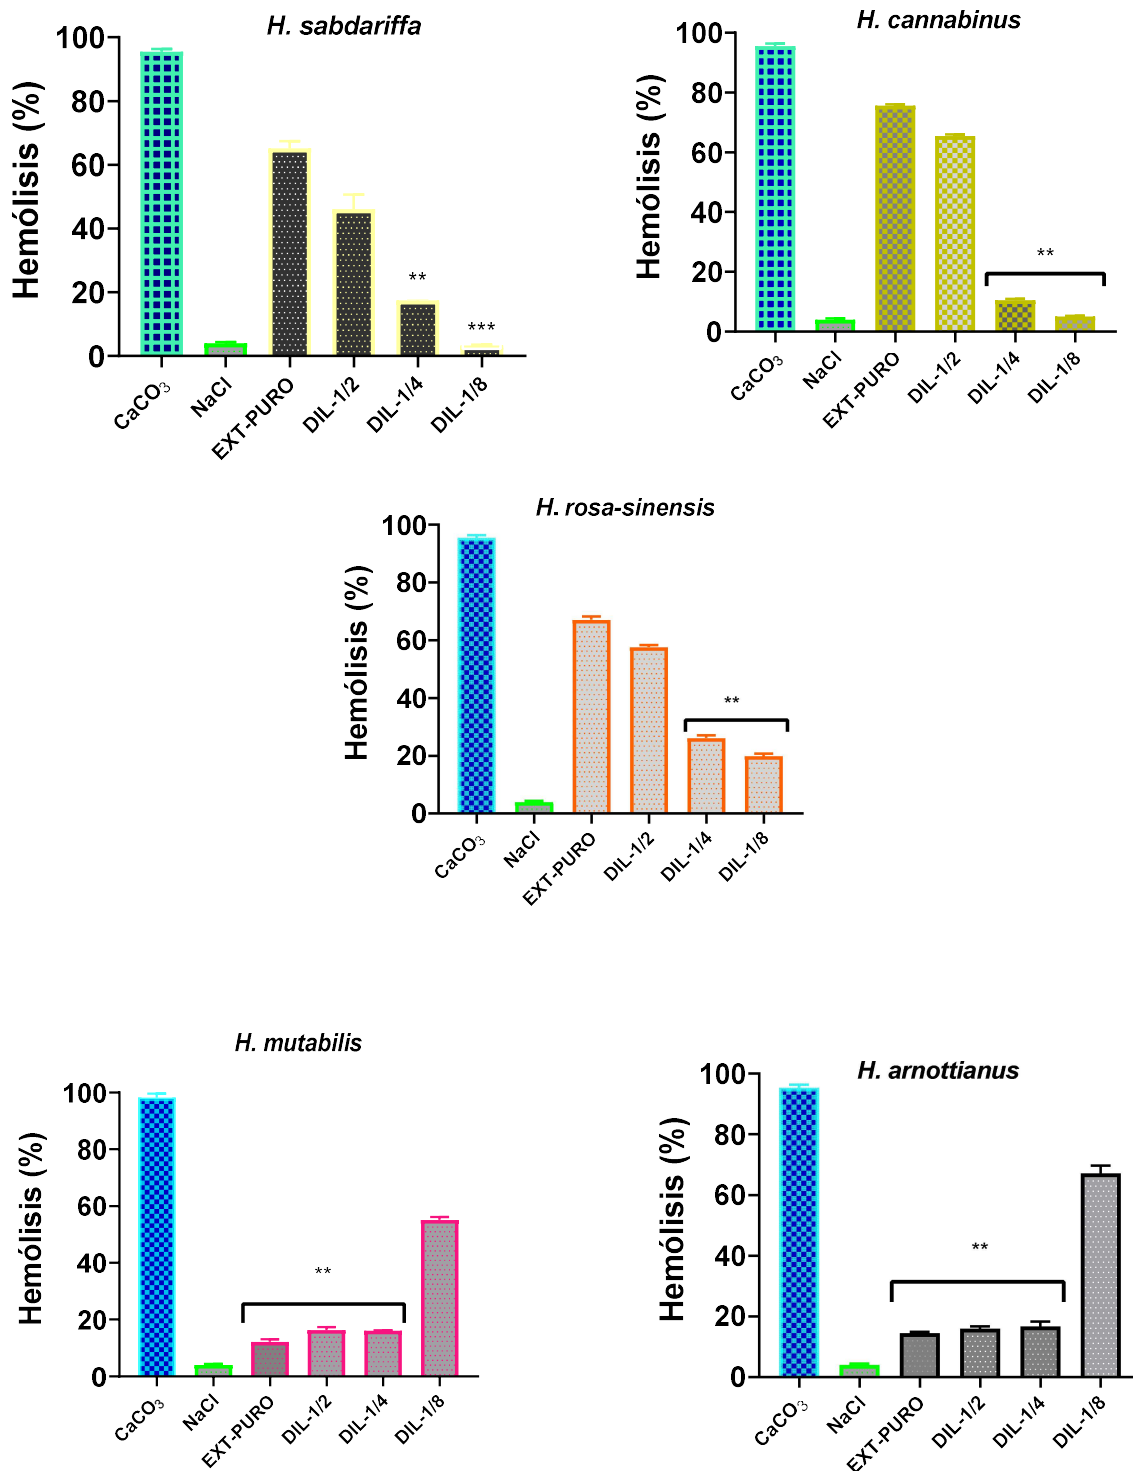 H. sabdariffa
Hemólisis (%)
100
80
60
40
20
0
**
***
CaCO₃
NaCl
EXT-PURO
DIL-1/2
DIL-1/4
DIL-1/8
H. cannabinus
Hemólisis (%)
100
80
60
40
20
0
**
CaCO₃
NaCl
EXT-PURO
DIL-1/2
DIL-1/4
DIL-1/8
H. rosa-sinensis
Hemólisis (%)
100
80
60
40
20
0
**
CaCO₃
NaCl
EXT-PURO
DIL-1/2
DIL-1/4
DIL-1/8
H. mutabilis
Hemólisis (%)
100
80
60
40
20
0
**
CaCO₃
NaCl
EXT-PURO
DIL-1/2
DIL-1/4
DIL-1/8
H. arnottianus
Hemólisis (%)
100
80
60
40
20
0
**
CaCO₃
NaCl
EXT-PURO
DIL-1/2
DIL-1/4
DIL-1/8